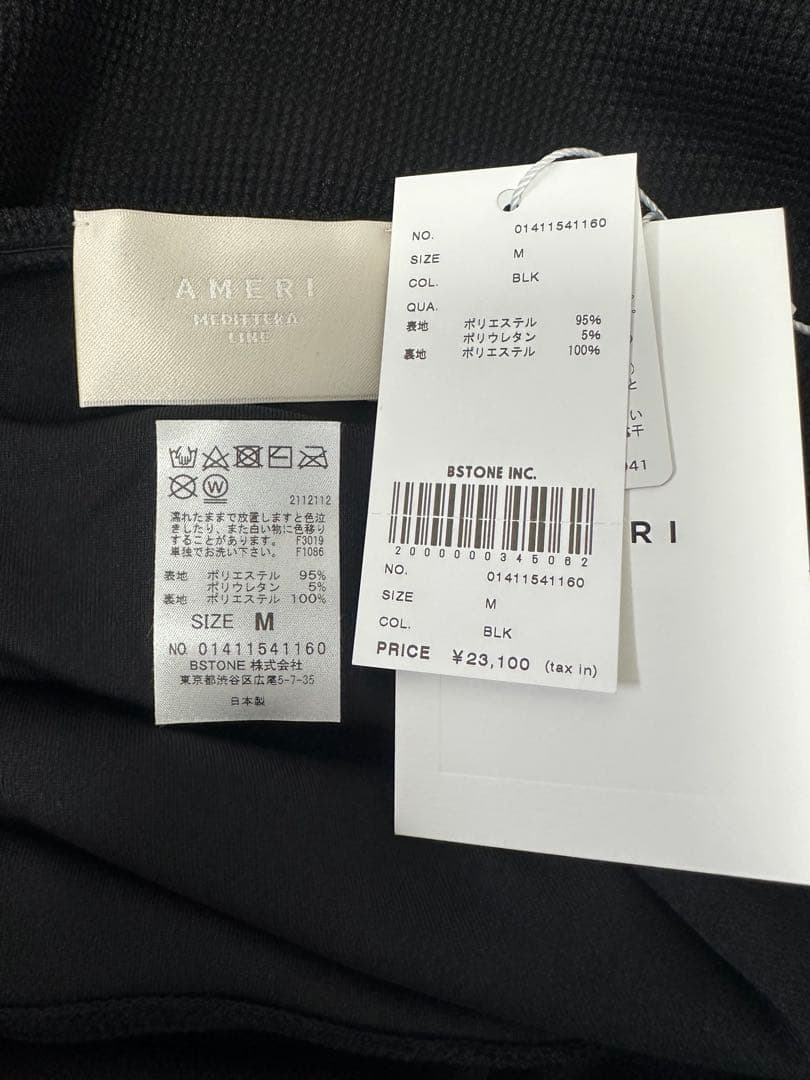 AMERI
MEDITTERA
LINE
2112112
濡れたままで放置しますと色泣
きしたり、また白い物に色移り
することがあります。 F3019
単独でお洗い下さい。 F1086
表地 ポリエステル 95%
ポリウレタン 5%
裏地 ポリエステル 100%
SIZE M
NO. 01411541160
BSTONE 株式会社
東京都渋谷区広尾5-7-35
日本製
NO. 01411541160
SIZE M
COL. BLK
QUA.
表地 ポリエステル 95%
ポリウレタン 5%
裏地 ポリエステル 100%
BSTONE INC.
2000000345062
NO. 01411541160
SIZE M
COL. BLK
PRICE ¥23,100 (tax in)
と
い
干
041
RI